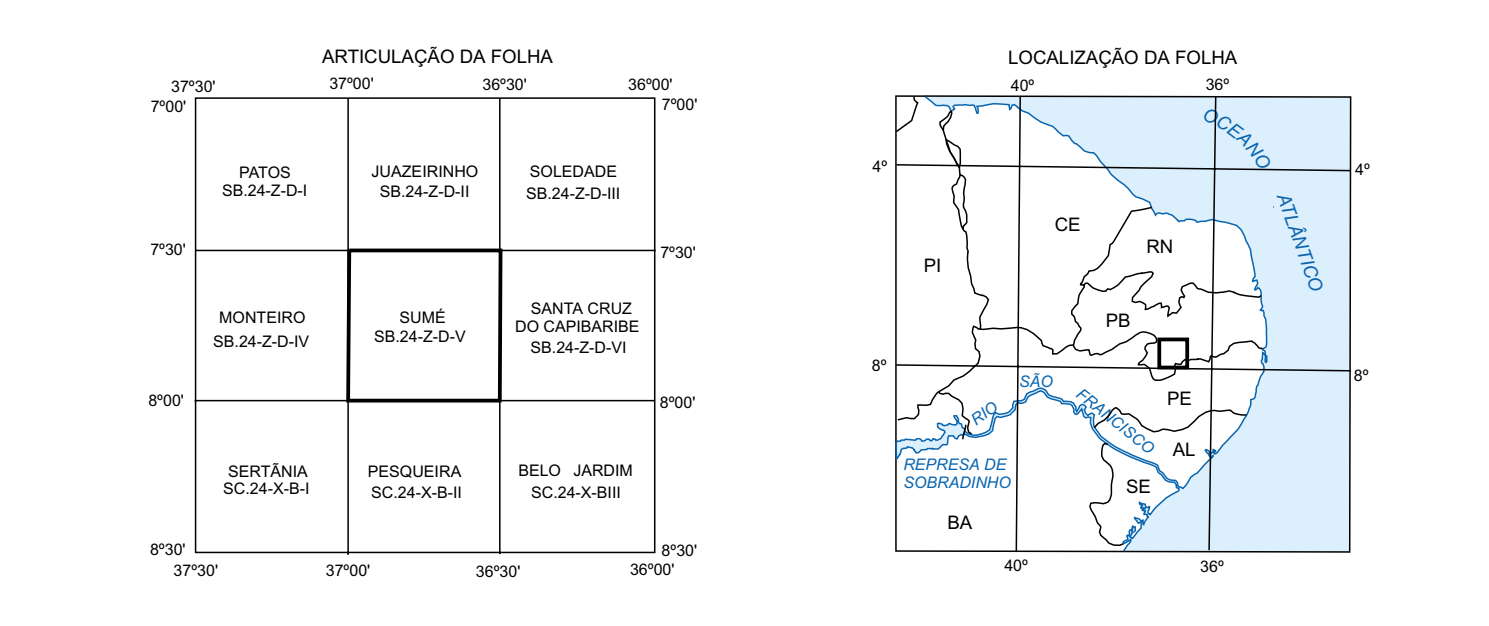 ARTICULAÇÃO DA FOLHA
37º30' 37º00' 36º30' 36º00'
7º00' 7º00'
PATOS
SB.24-Z-D-I
JUAZEIRINHO
SB.24-Z-D-II
SOLEDADE
SB.24-Z-D-III
7º30' 7º30'
MONTEIRO
SB.24-Z-D-IV
SUMÉ
SB.24-Z-D-V
SANTA CRUZ
DO CAPIBARIBE
SB.24-Z-D-VI
8º00' 8º00'
SERTÃNIA
SC.24-X-B-I
PESQUEIRA
SC.24-X-B-II
BELO JARDIM
SC.24-X-BIII
8º30' 8º30'
37º30' 37º00' 36º30' 36º00'
LOCALIZAÇÃO DA FOLHA
40º 36º
OCEANO
4º 4º
ATLÂNTICO
CE
RN
PI
PB
8º 8º
SÃO
RIO
FRANCISCO
PE
AL
REPRESA DE
SOBRADINHO
SE
BA
40º 36º